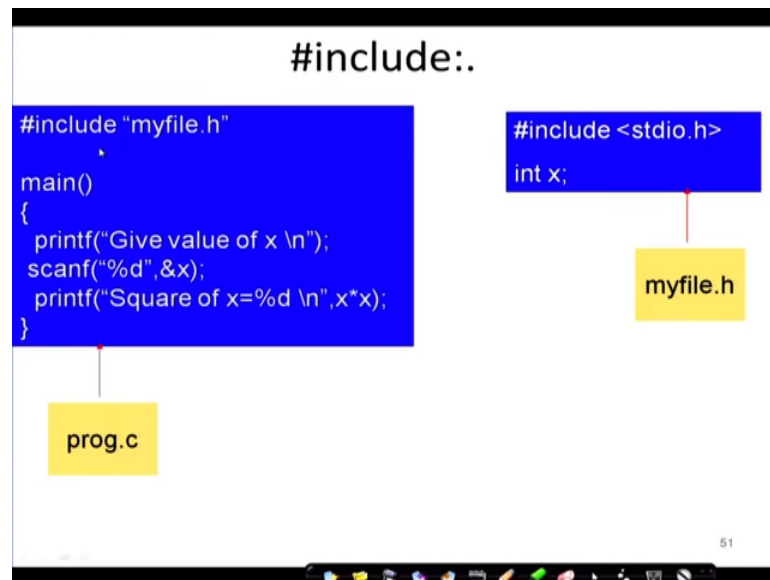 #include:.
#include “myfile.h”
main()
{
printf(“Give value of x \n”);
scanf(“%d”,&x);
printf(“Square of x=%d \n”,x*x);
}
prog.c
#include <stdio.h>
int x;
myfile.h
51